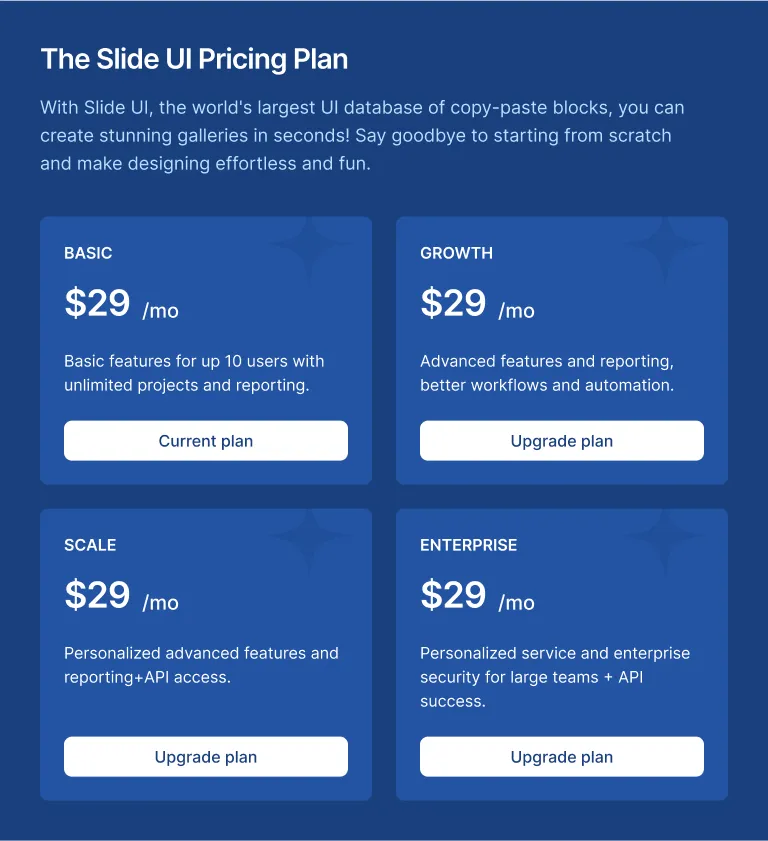 The Slide UI Pricing Plan
With Slide UI, the world's largest UI database of copy-paste blocks, you can
create stunning galleries in seconds! Say goodbye to starting from scratch
and make designing effortless and fun.
BASIC
$29 /mo
Basic features for up 10 users with
unlimited projects and reporting.
Current plan
GROWTH
$29 /mo
Advanced features and reporting,
better workflows and automation.
Upgrade plan
SCALE
$29 /mo
Personalized advanced features and
reporting+API access.
Upgrade plan
ENTERPRISE
$29 /mo
Personalized service and enterprise
security for large teams + API
success.
Upgrade plan